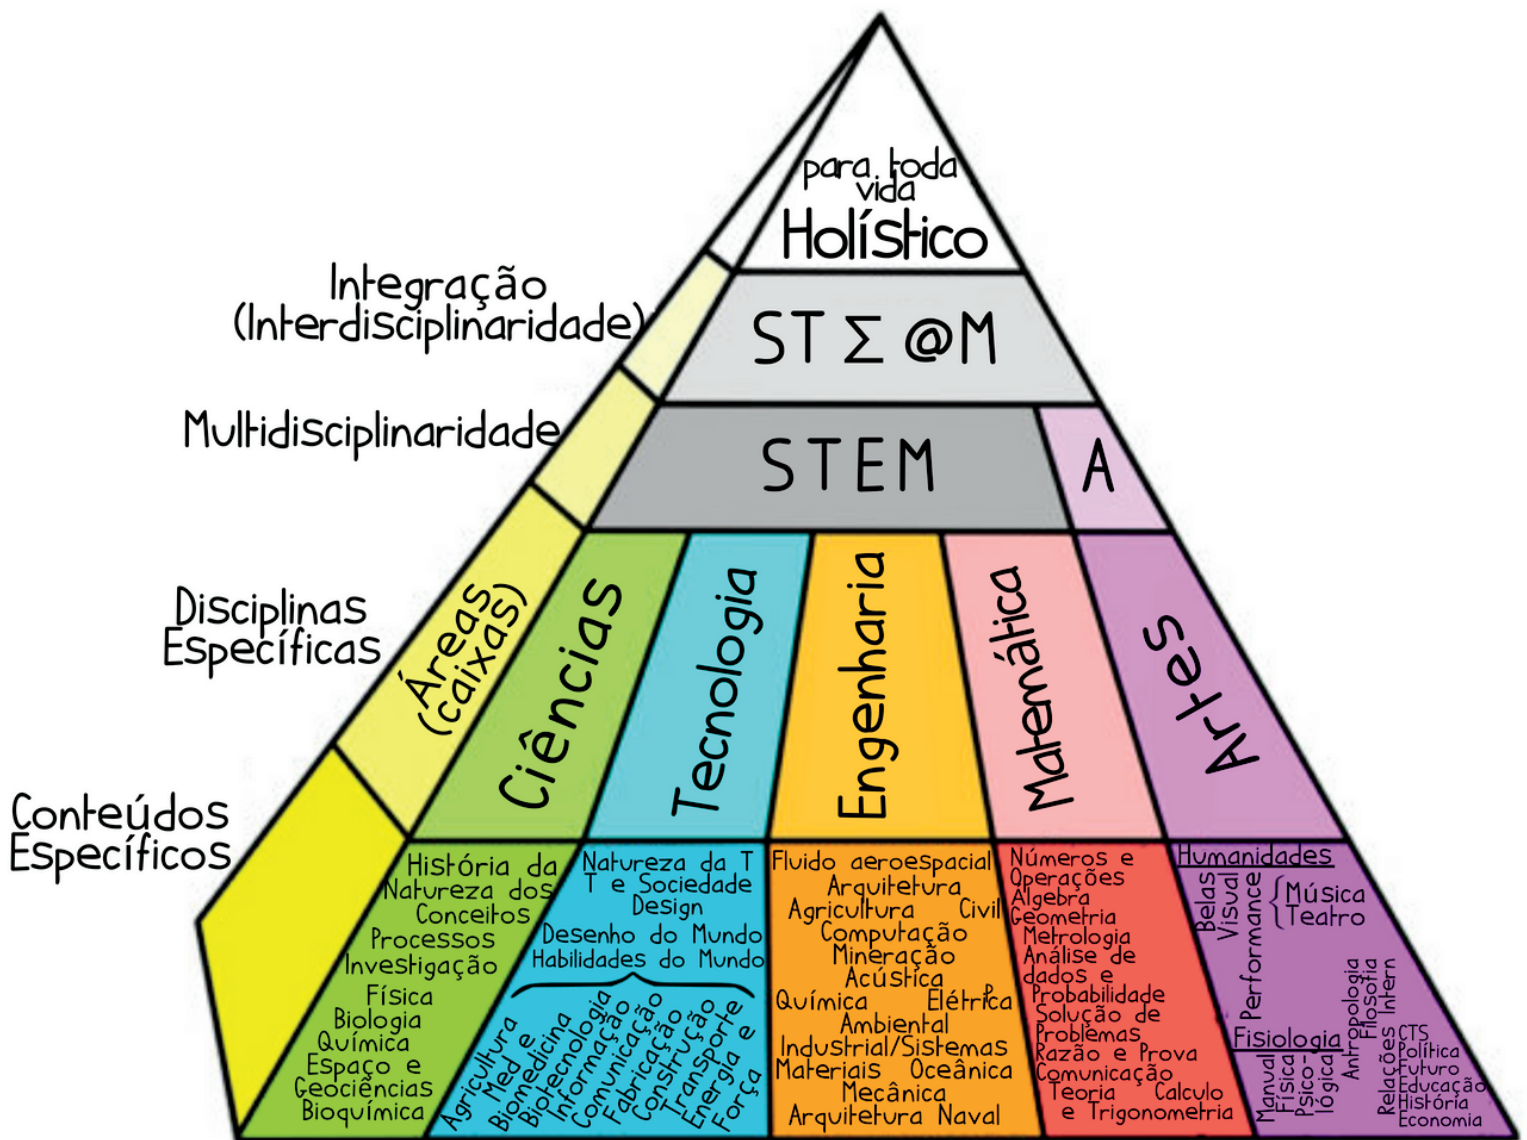 para toda
vida
Holístico
Integração
(Interdisciplinaridade)
STΣ@M
Multidisciplinaridade
STEM
A
Disciplinas
Específicas
Áreas
(caixas)
Ciências
Tecnologia
Engenharia
Matemática
Artes
Conteúdos
Específicos
História da
Natureza dos
Conceitos
Processos
Investigação
Física
Biologia
Química
Espaço e
Geociências
Bioquímica
Natureza da T
T e Sociedade
Design
Desenho do Mundo
Habilidades do Mundo
Agricultura
Med e
Biomedicina
Biotecnologia
Informação
Comunicação
Fabricação
Construção
Transporte
Energia e
Força
Fluido aeroespacial
Arquitetura
Agricultura Civil
Computação
Mineração
Acústica
Química Elétrica
Ambiental
Industrial/Sistemas
Materiais Oceânica
Mecânica
Arquitetura Naval
Números e
Operações
Algebra
Geometria
Metrologia
Análise de
dados e
Probabilidade
Solução de
Problemas
Razão e Prova
Comunicação
Teoria Calculo
e Trigonometria
Humanidades
Belas
Visual
Performance
Música
Teatro
Fisiologia
Manual
Física
Psico-
lógica
Antropologia
Filosofia
Relações Intern
CTS
Política
Futuro
Educação
História
Economia